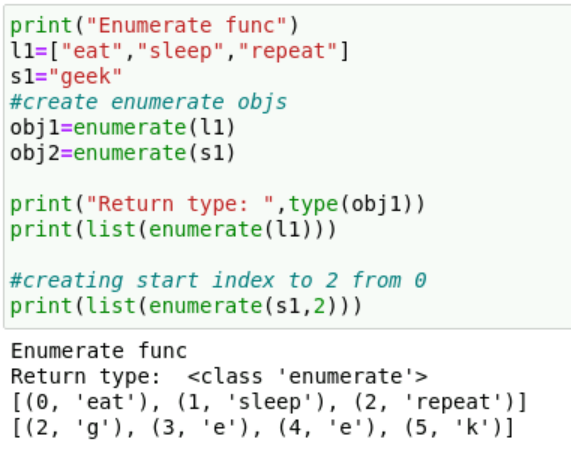 print("Enumerate func")
l1=["eat","sleep","repeat"]
s1="geek"
#create enumerate objs
obj1=enumerate(l1)
obj2=enumerate(s1)
print("Return type: ",type(obj1))
print(list(enumerate(l1)))
#creating start index to 2 from 0
print(list(enumerate(s1,2)))
Enumerate func
Return type:  <class 'enumerate'>
[(0, 'eat'), (1, 'sleep'), (2, 'repeat')]
[(2, 'g'), (3, 'e'), (4, 'e'), (5, 'k')]